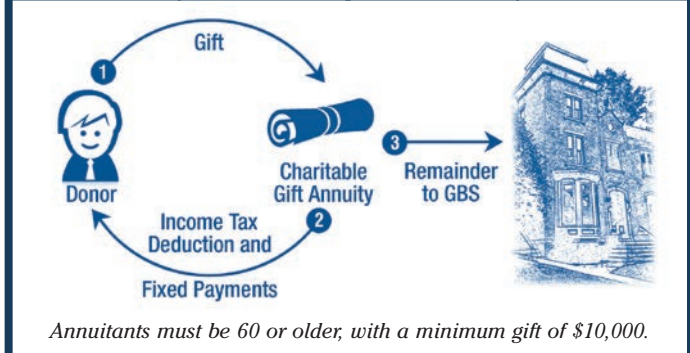 1
Gift
Donor
Charitable
Gift Annuity
2
Income Tax
Deduction and
Fixed Payments
3
Remainder
to GBS
Annuitants must be 60 or older, with a minimum gift of $10,000.